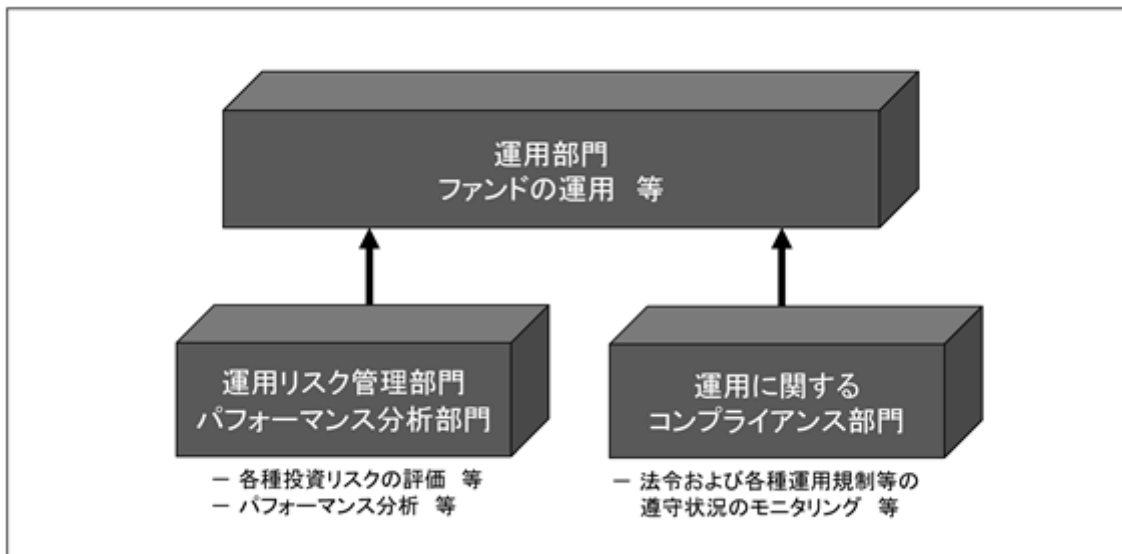 運用部門
ファンドの運用 等
運用リスク管理部門
パフォーマンス分析部門
運用に関する
コンプライアンス部門
－ 各種投資リスクの評価 等
－ パフォーマンス分析 等
－ 法令および各種運用規制等の
遵守状況のモニタリング 等